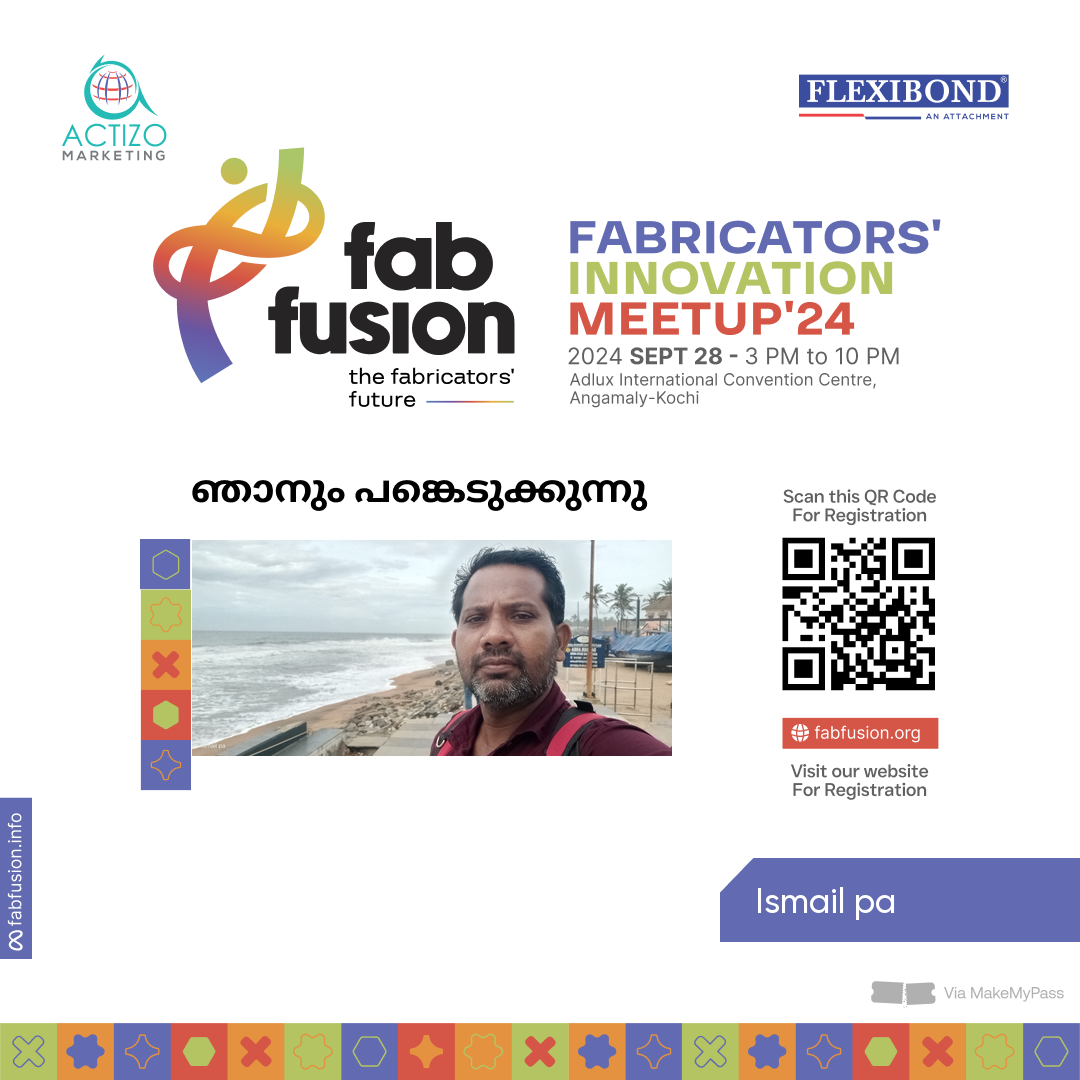 ACTIZO
MARKETING
FLEXIBOND®
AN ATTACHMENT
fab
fusion
the fabricators'
future
FABRICATORS'
INNOVATION
MEETUP'24
2024 SEPT 28 - 3 PM to 10 PM
Adlux International Convention Centre,
Angamaly-Kochi
ഞാനും പങ്കെടുക്കുന്നു
Scan this QR Code
For Registration
fabfusion.org
Visit our website
For Registration
fabfusion.info
Ismail pa
Via MakeMyPass